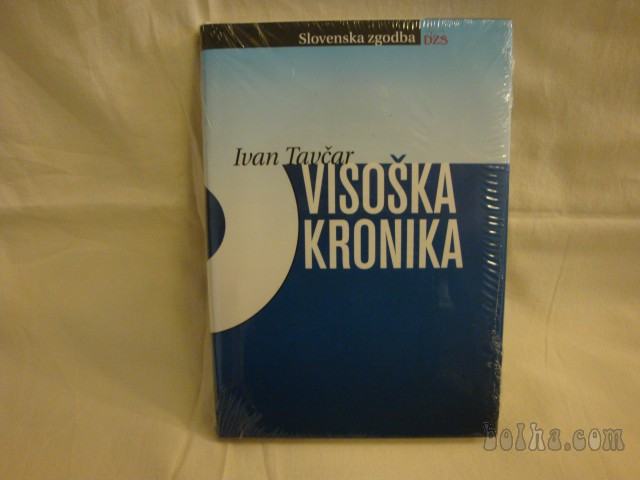 Slovenska zgodba DZS
Ivan Tavčar
VISOŠKA
KRONIKA
bolha.com